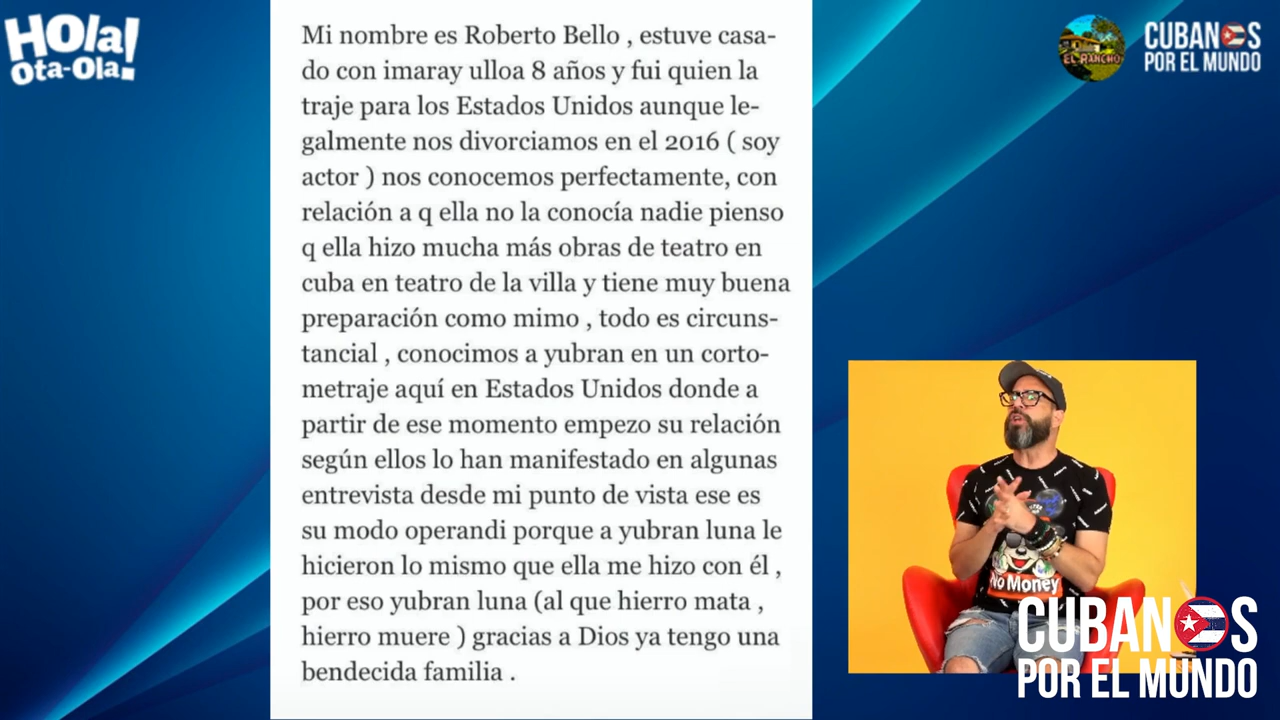 HOla!
Ota-Ola!
Mi nombre es Roberto Bello , estuve casa-
do con imaray ulloa 8 años y fui quien la
traje para los Estados Unidos aunque le-
galmente nos divorciamos en el 2016 ( soy
actor ) nos conocemos perfectamente, con
relación a q ella no la conocía nadie pienso
q ella hizo mucha más obras de teatro en
cuba en teatro de la villa y tiene muy buena
preparación como mimo , todo es circuns-
tancial , conocimos a yubran en un corto-
metraje aquí en Estados Unidos donde a
partir de ese momento empezo su relación
según ellos lo han manifestado en algunas
entrevista desde mi punto de vista ese es
su modo operandi porque a yubran luna le
hicieron lo mismo que ella me hizo con él ,
por eso yubran luna (al que hierro mata ,
hierro muere ) gracias a Dios ya tengo una
bendecida familia .
EL RANCHO
CUBANOS
POR EL MUNDO
No Money
CUBANOS
POR EL MUNDO